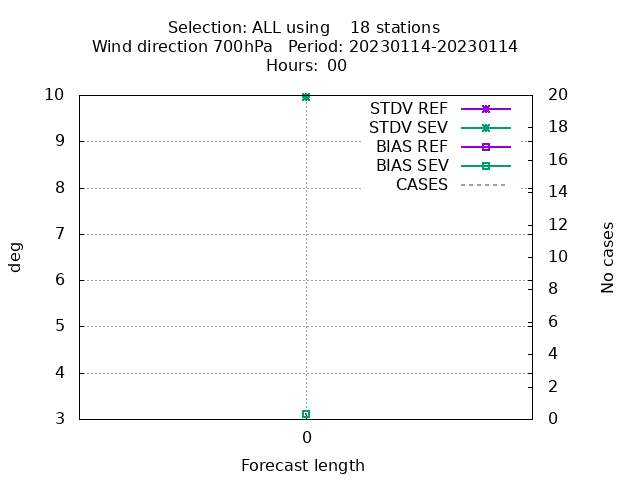 Selection: ALL using    18 stations
Wind direction 700hPa   Period: 20230114-20230114
Hours:  00
10
9
8
7
6
5
4
3
deg
STDV REF
STDV SEV
BIAS REF
BIAS SEV
CASES
20
18
16
14
12
10
8
6
4
2
0
No cases
0
Forecast length